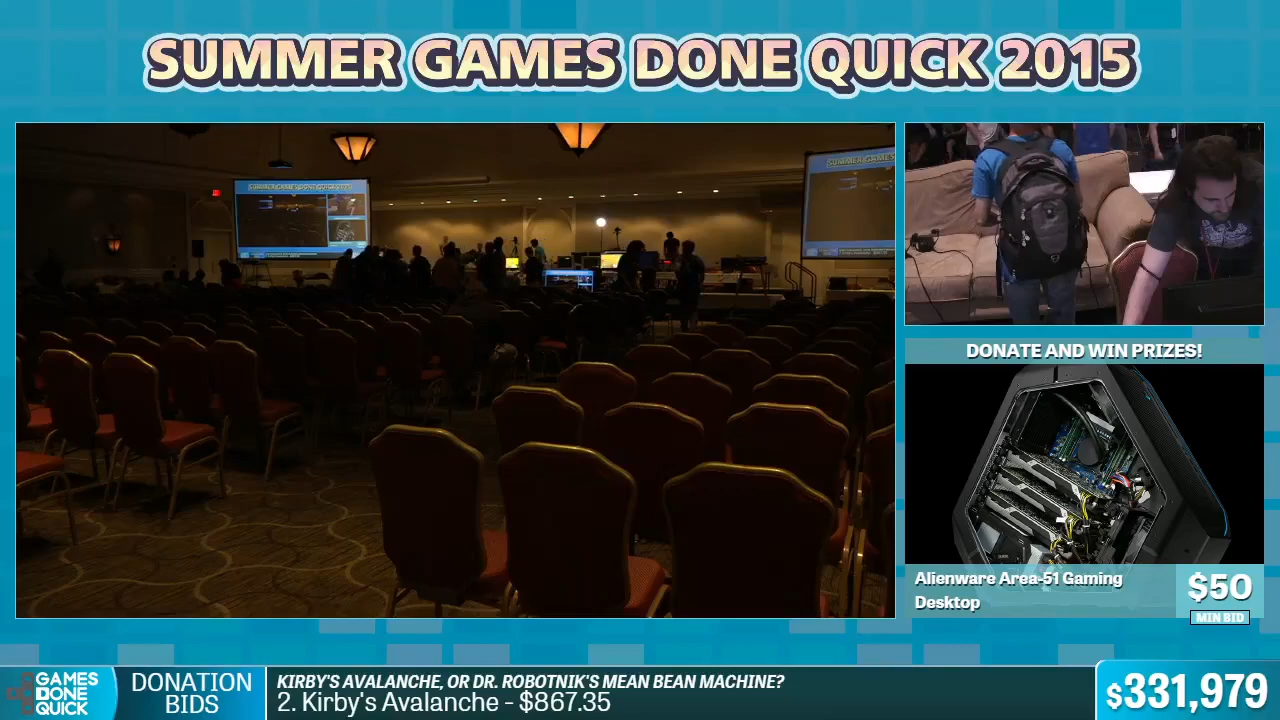 SUMMER GAMES DONE QUICK 2015
DONATE AND WIN PRIZES!
Alienware Area-51 Gaming
Desktop
$50
MIN BID
GAMES
DONE
QUICK
DONATION
BIDS
KIRBY'S AVALANCHE, OR DR. ROBOTNIK'S MEAN BEAN MACHINE?
2. Kirby's Avalanche - $867.35
$331,979